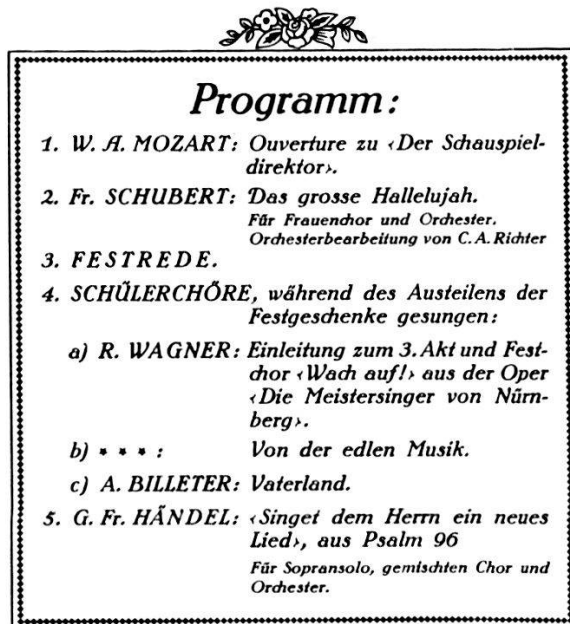 Programm:
1. W. A. MOZART: Ouverture zu ‹Der Schauspiel-
direktor›.
2. Fr. SCHUBERT: Das grosse Hallelujah.
Für Frauenchor und Orchester.
Orchesterbearbeitung von C. A. Richter
3. FESTREDE.
4. SCHÜLERCHÖRE, während des Austeilens der
Festgeschenke gesungen:
a) R. WAGNER: Einleitung zum 3. Akt und Fest-
chor ‹Wach auf!› aus der Oper
‹Die Meistersinger von Nürn-
berg›.
b) * * * : Von der edlen Musik.
c) A. BILLETER: Vaterland.
5. G. Fr. HÄNDEL: ‹Singet dem Herrn ein neues
Lied›, aus Psalm 96
Für Sopransolo, gemischten Chor und
Orchester.